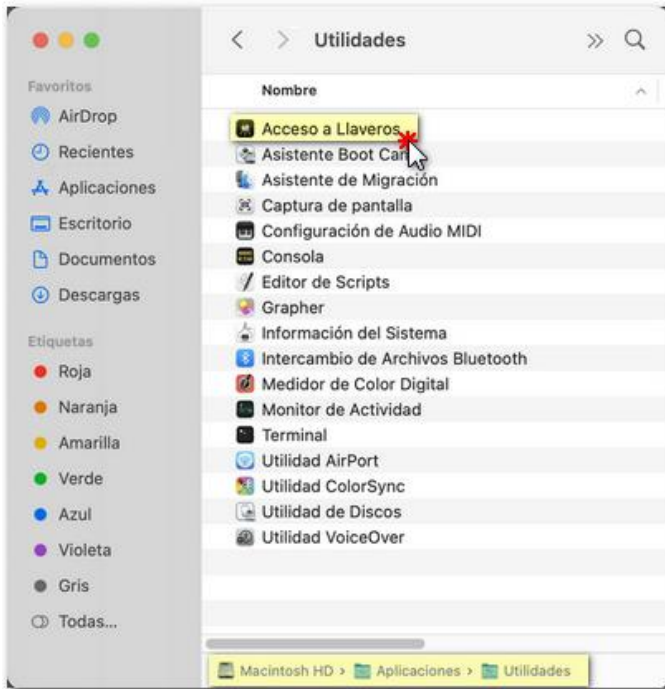 Utilidades
Favoritos
AirDrop
Recientes
Aplicaciones
Escritorio
Documentos
Descargas
Etiquetas
Roja
Naranja
Amarilla
Verde
Azul
Violeta
Gris
Todas...
Nombre
Acceso a Llaveros
Asistente Boot Cam
Asistente de Migración
Captura de pantalla
Configuración de Audio MIDI
Consola
Editor de Scripts
Grapher
Información del Sistema
Intercambio de Archivos Bluetooth
Medidor de Color Digital
Monitor de Actividad
Terminal
Utilidad AirPort
Utilidad ColorSync
Utilidad de Discos
Utilidad VoiceOver
Macintosh HD › Aplicaciones › Utilidades